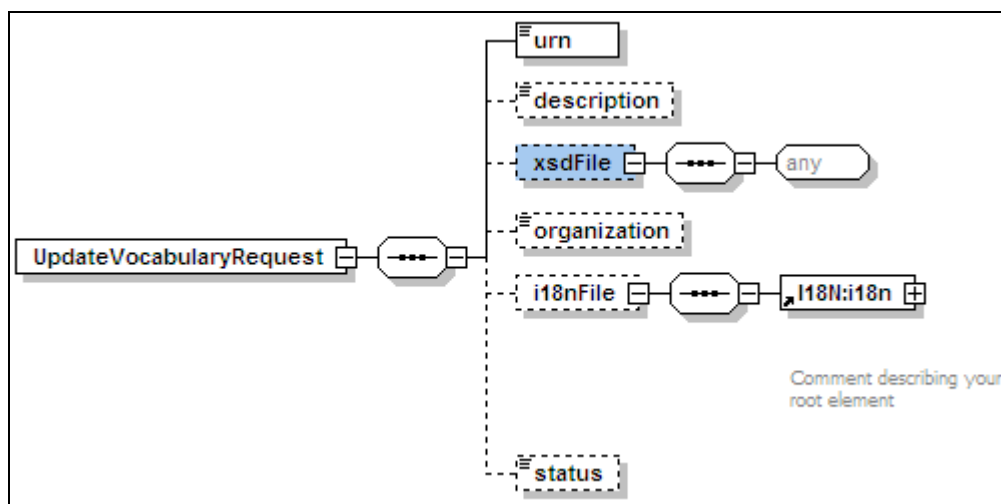 urn
description
xsdFile
any
organization
UpdateVocabularyRequest
i18nFile
I18N:i18n
Comment describing your
root element
status